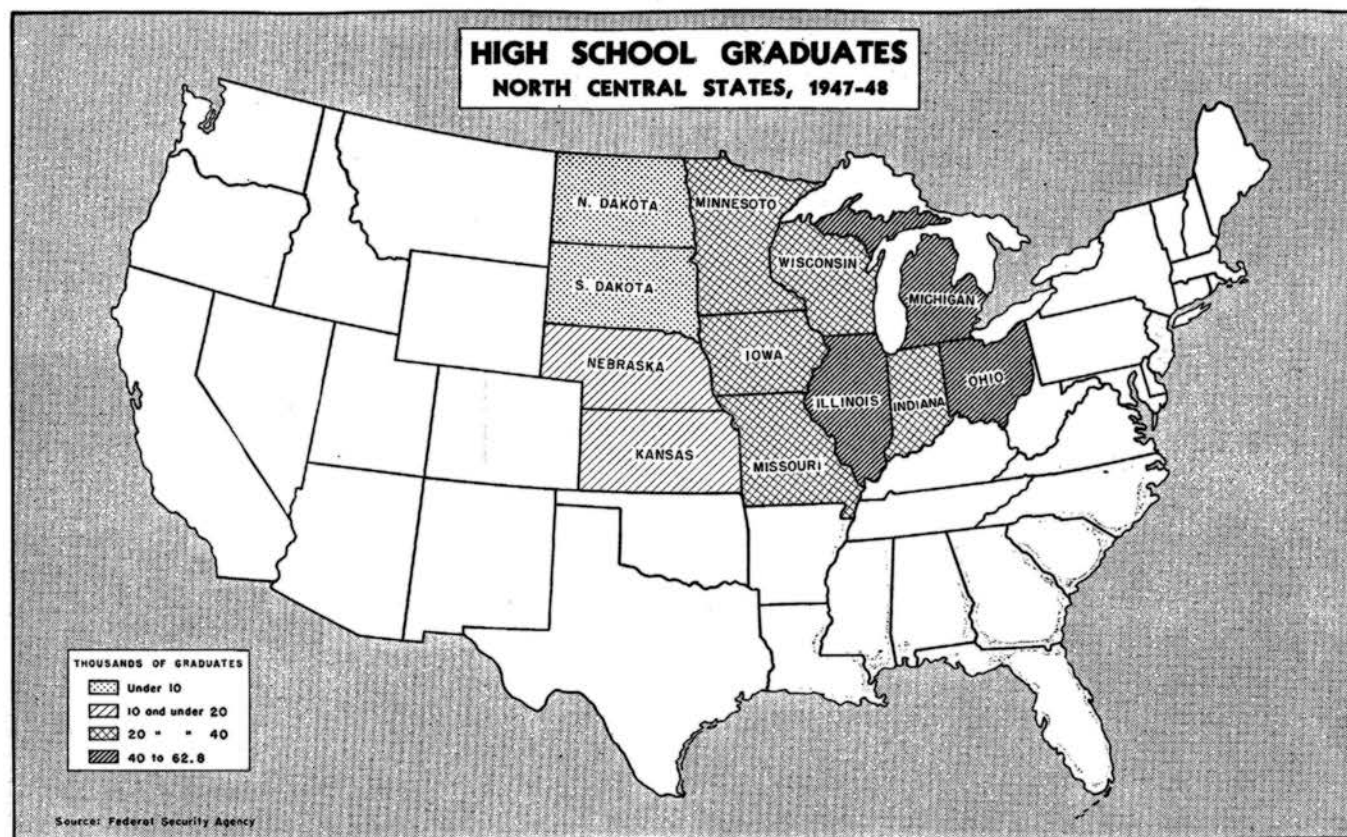 HIGH SCHOOL GRADUATES
NORTH CENTRAL STATES, 1947-48
N. DAKOTA
MINNESOTO
S. DAKOTA
WISCONSIN
MICHIGAN
NEBRASKA
IOWA
ILLINOIS
INDIANA
OHIO
KANSAS
MISSOURI
THOUSANDS OF GRADUATES
Under 10
10 and under 20
20 " " 40
40 to 62.8
Source: Federal Security Agency